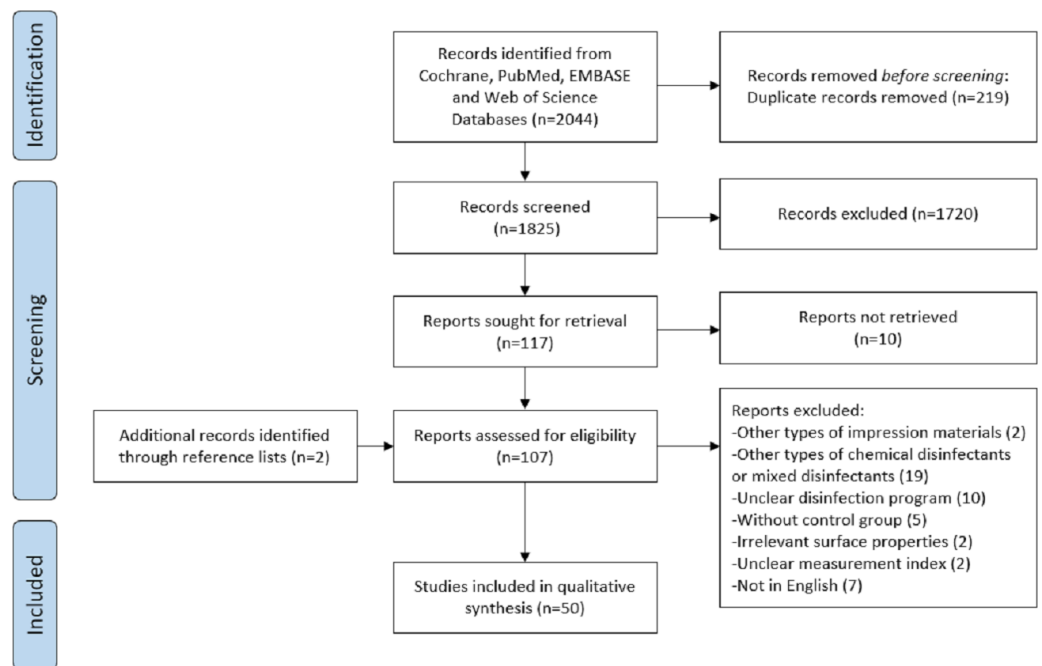 Identification
Records identified from
Cochrane, PubMed, EMBASE
and Web of Science
Databases (n=2044)
Records removed before screening:
Duplicate records removed (n=219)
Screening
Records screened
(n=1825)
Records excluded (n=1720)
Reports sought for retrieval
(n=117)
Reports not retrieved
(n=10)
Additional records identified
through reference lists (n=2)
Reports assessed for eligibility
(n=107)
Reports excluded:
-Other types of impression materials (2)
-Other types of chemical disinfectants
or mixed disinfectants (19)
-Unclear disinfection program (10)
-Without control group (5)
-Irrelevant surface properties (2)
-Unclear measurement index (2)
-Not in English (7)
Included
Studies included in qualitative
synthesis (n=50)